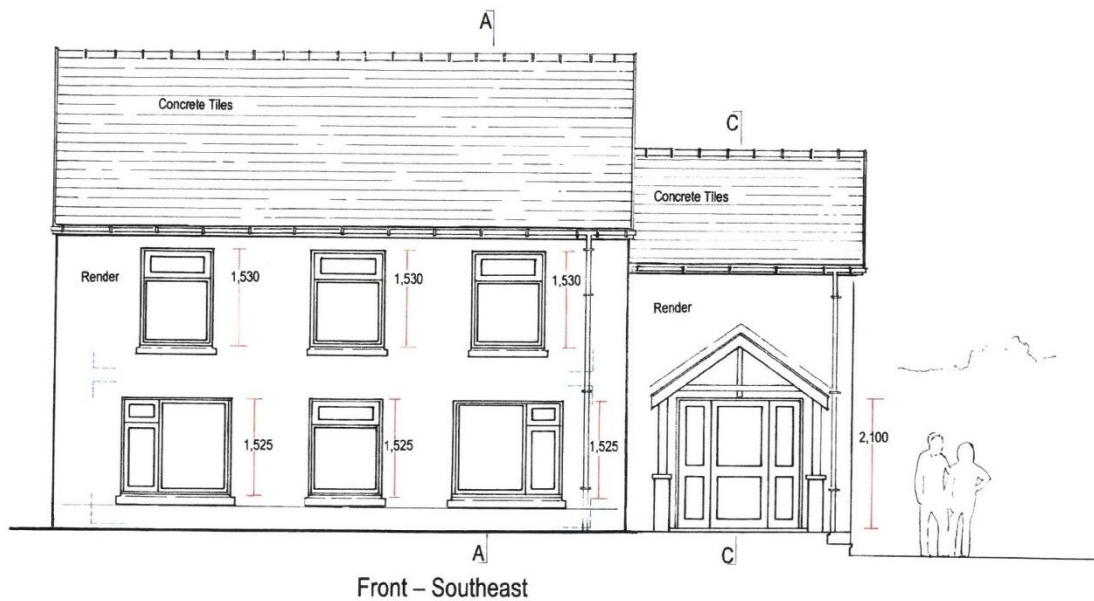 A
Concrete Tiles
C
Concrete Tiles
Render
1,530
1,530
1,530
Render
1,525
1,525
1,525
2,100
A
C
Front – Southeast